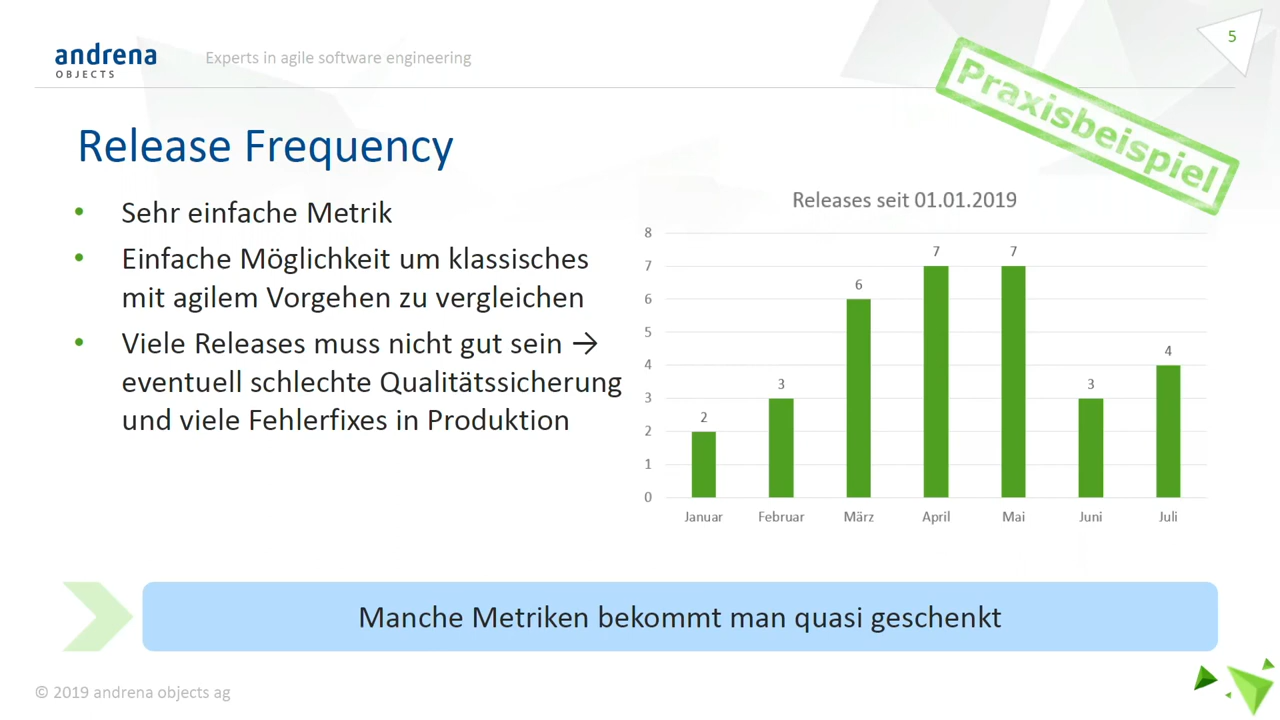 andrena
OBJECTS
Experts in agile software engineering
5
Praxisbeispiel
Release Frequency
• Sehr einfache Metrik
• Einfache Möglichkeit um klassisches
mit agilem Vorgehen zu vergleichen
• Viele Releases muss nicht gut sein →
eventuell schlechte Qualitätssicherung
und viele Fehlerfixes in Produktion
Releases seit 01.01.2019
8
7
6
5
4
3
2
1
0
2
3
6
7
7
3
4
Januar Februar März April Mai Juni Juli
Manche Metriken bekommt man quasi geschenkt
© 2019 andrena objects ag